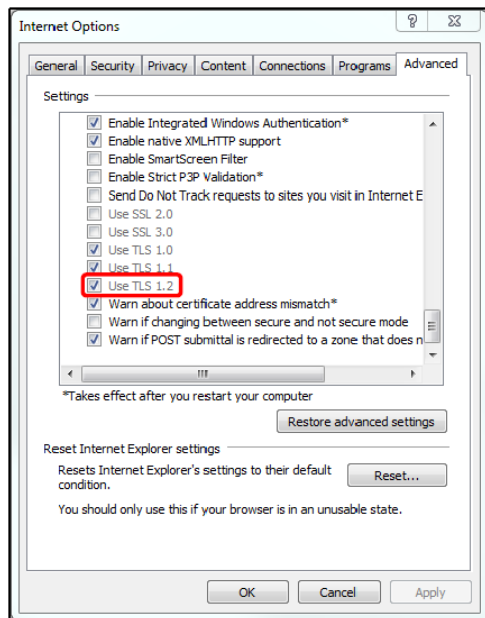 Internet Options
General Security Privacy Content Connections Programs Advanced
Settings
Enable Integrated Windows Authentication*
Enable native XMLHTTP support
Enable SmartScreen Filter
Enable Strict P3P Validation*
Send Do Not Track requests to sites you visit in Internet E
Use SSL 2.0
Use SSL 3.0
Use TLS 1.0
Use TLS 1.1
Use TLS 1.2
Warn about certificate address mismatch*
Warn if changing between secure and not secure mode
Warn if POST submittal is redirected to a zone that does n
*Takes effect after you restart your computer
Restore advanced settings
Reset Internet Explorer settings
Resets Internet Explorer's settings to their default
condition.
Reset...
You should only use this if your browser is in an unusable state.
OK Cancel Apply